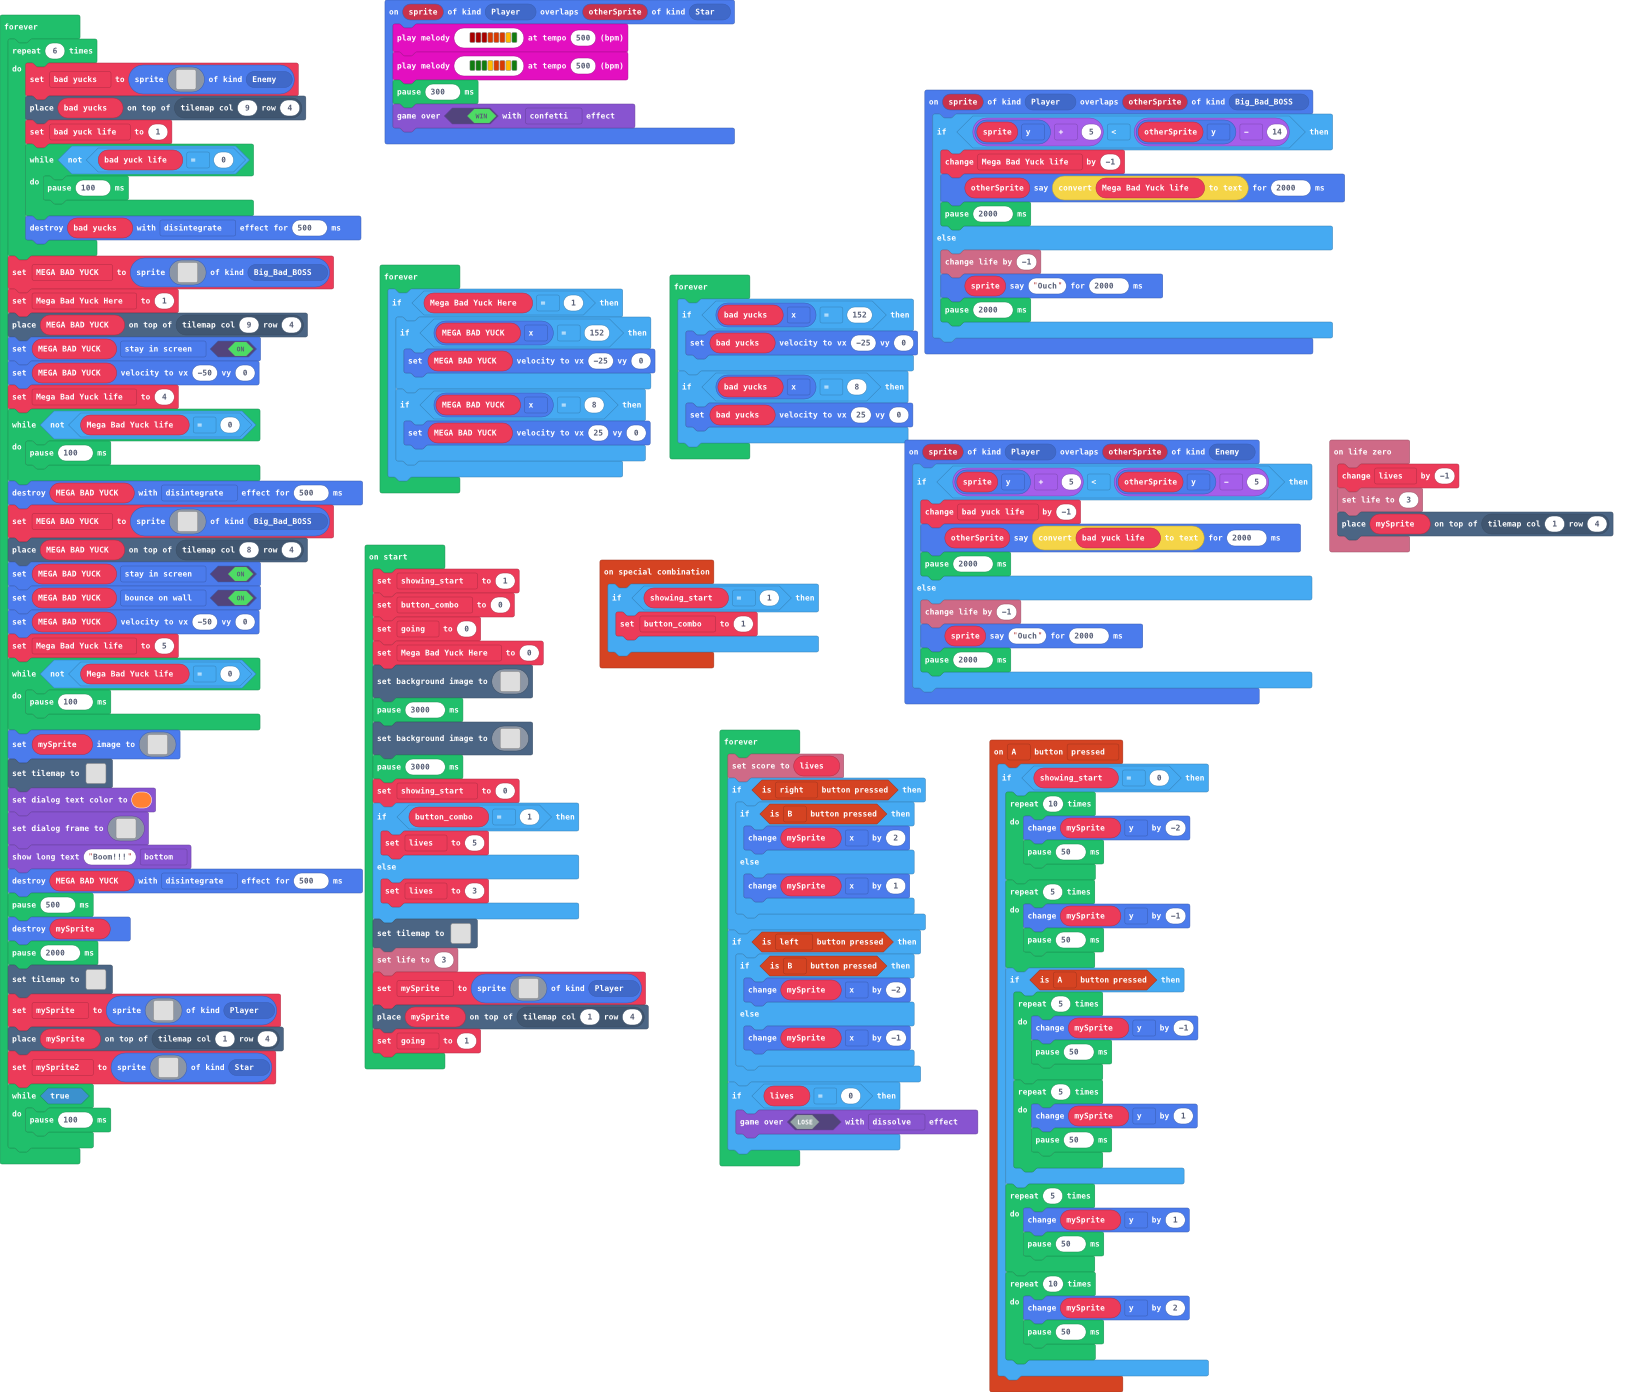 forever
repeat 6 times
do
set bad yucks to sprite of kind Enemy
place bad yucks on top of tilemap col 9 row 4
set bad yuck life to 1
while not bad yuck life = 0
do
pause 100 ms
destroy bad yucks with disintegrate effect for 500 ms
set MEGA BAD YUCK to sprite of kind Big_Bad_BOSS
set Mega Bad Yuck Here to 1
place MEGA BAD YUCK on top of tilemap col 9 row 4
set MEGA BAD YUCK stay in screen ON
set MEGA BAD YUCK velocity to vx -50 vy 0
set Mega Bad Yuck life to 4
while not Mega Bad Yuck life = 0
do
pause 100 ms
destroy MEGA BAD YUCK with disintegrate effect for 500 ms
set MEGA BAD YUCK to sprite of kind Big_Bad_BOSS
place MEGA BAD YUCK on top of tilemap col 8 row 4
set MEGA BAD YUCK stay in screen ON
set MEGA BAD YUCK bounce on wall ON
set MEGA BAD YUCK velocity to vx -50 vy 0
set Mega Bad Yuck life to 5
while not Mega Bad Yuck life = 0
do
pause 100 ms
set mySprite image to
set tilemap to
set dialog text color to
set dialog frame to
show long text "Boom!!!" bottom
destroy MEGA BAD YUCK with disintegrate effect for 500 ms
pause 500 ms
destroy mySprite
pause 2000 ms
set tilemap to
set mySprite to sprite of kind Player
place mySprite on top of tilemap col 1 row 4
set mySprite2 to sprite of kind Star
while true
do
pause 100 ms
on sprite of kind Player overlaps otherSprite of kind Star
play melody at tempo 500 (bpm)
play melody at tempo 500 (bpm)
pause 300 ms
game over WIN with confetti effect
forever
if Mega Bad Yuck Here = 1 then
if MEGA BAD YUCK x = 152 then
set MEGA BAD YUCK velocity to vx -25 vy 0
if MEGA BAD YUCK x = 8 then
set MEGA BAD YUCK velocity to vx 25 vy 0
forever
if bad yucks x = 152 then
set bad yucks velocity to vx -25 vy 0
if bad yucks x = 8 then
set bad yucks velocity to vx 25 vy 0
on sprite of kind Player overlaps otherSprite of kind Big_Bad_BOSS
if sprite y + 5 < otherSprite y - 14 then
change Mega Bad Yuck life by -1
otherSprite say convert Mega Bad Yuck life to text for 2000 ms
pause 2000 ms
else
change life by -1
sprite say "Ouch" for 2000 ms
pause 2000 ms
on sprite of kind Player overlaps otherSprite of kind Enemy
if sprite y + 5 < otherSprite y - 5 then
change bad yuck life by -1
otherSprite say convert bad yuck life to text for 2000 ms
pause 2000 ms
else
change life by -1
sprite say "Ouch" for 2000 ms
pause 2000 ms
on life zero
change lives by -1
set life to 3
place mySprite on top of tilemap col 1 row 4
on start
set showing_start to 1
set button_combo to 0
set going to 0
set Mega Bad Yuck Here to 0
set background image to
pause 3000 ms
set background image to
pause 3000 ms
set showing_start to 0
if button_combo = 1 then
set lives to 5
else
set lives to 3
set tilemap to
set life to 3
set mySprite to sprite of kind Player
place mySprite on top of tilemap col 1 row 4
set going to 1
on special combination
if showing_start = 1 then
set button_combo to 1
forever
set score to lives
if is right button pressed then
if is B button pressed then
change mySprite x by 2
else
change mySprite x by 1
if is left button pressed then
if is B button pressed then
change mySprite x by -2
else
change mySprite x by -1
if lives = 0 then
game over LOSE with dissolve effect
on A button pressed
if showing_start = 0 then
repeat 10 times
do
change mySprite y by -2
pause 50 ms
repeat 5 times
do
change mySprite y by -1
pause 50 ms
if is A button pressed then
repeat 5 times
do
change mySprite y by -1
pause 50 ms
repeat 5 times
do
change mySprite y by 1
pause 50 ms
repeat 5 times
do
change mySprite y by 1
pause 50 ms
repeat 10 times
do
change mySprite y by 2
pause 50 ms